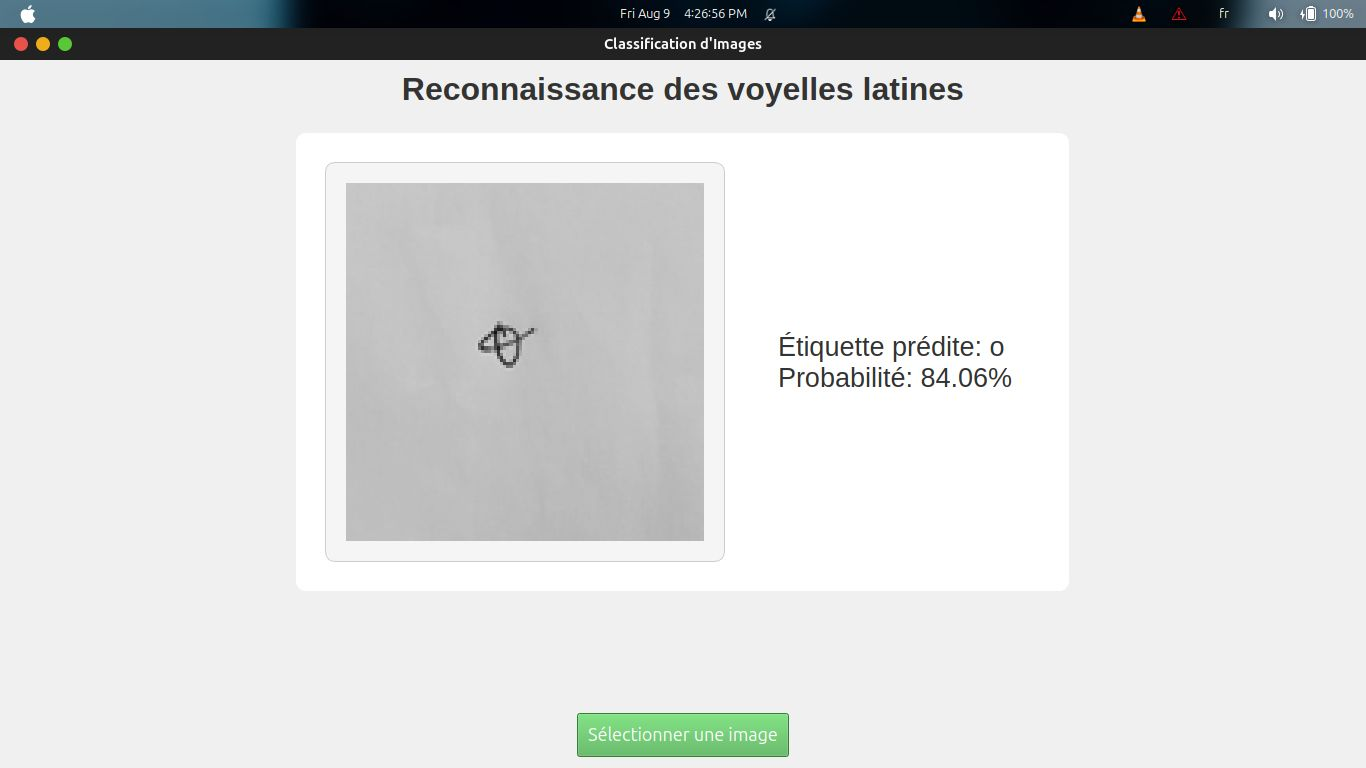 Fri Aug 9 4:26:56 PM fr 100%
Classification d'Images
Reconnaissance des voyelles latines
Étiquette prédite: o
Probabilité: 84.06%
Sélectionner une image